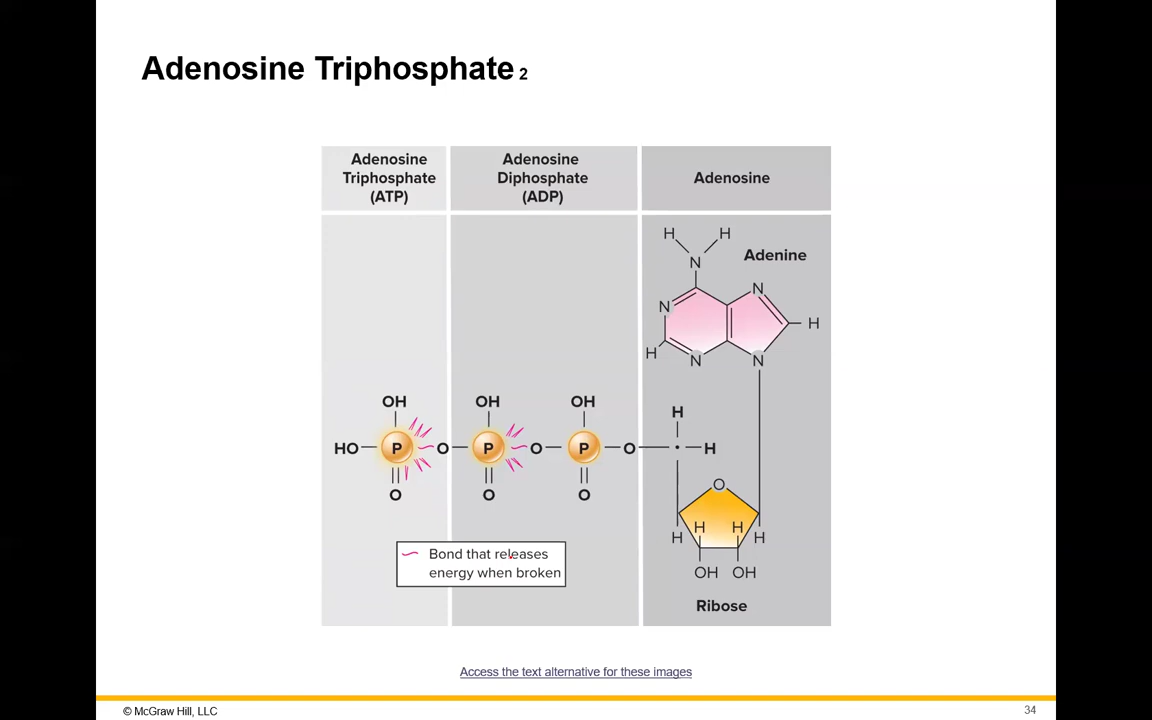 Adenosine Triphosphate 2
Adenosine
Triphosphate
(ATP)
Adenosine
Diphosphate
(ADP)
Adenosine
H H
N
Adenine
N N
H
H
N N
OH OH OH
H
HO P O P O P O H
O O O
O
H H
H H
OH OH
Ribose
Bond that releases
energy when broken
Access the text alternative for these images
© McGraw Hill, LLC
34